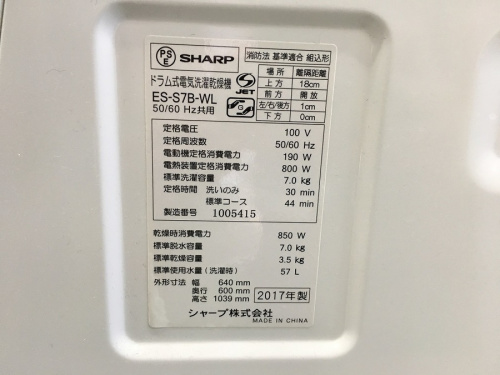 PSE SHARP
ドラム式電気洗濯乾燥機
ES-S7B-WL
50/60 Hz共用
S-JET
消防法 基準適合 組込形
場所 離隔距離
上方 18cm
前方 開放
左/右/後方 1cm
下方 0cm
定格電圧 100 V
定格周波数 50/60 Hz
電動機定格消費電力 190 W
電熱装置定格消費電力 800 W
標準洗濯容量 7.0 kg
定格時間 洗いのみ 30 min
標準コース 44 min
製造番号 1005415
乾燥時消費電力 850 W
標準脱水容量 7.0 kg
標準乾燥容量 3.5 kg
標準使用水量(洗濯時) 57 L
外形寸法 幅 640 mm
奥行 600 mm
高さ 1039 mm
2017年製
シャープ株式会社
MADE IN CHINA